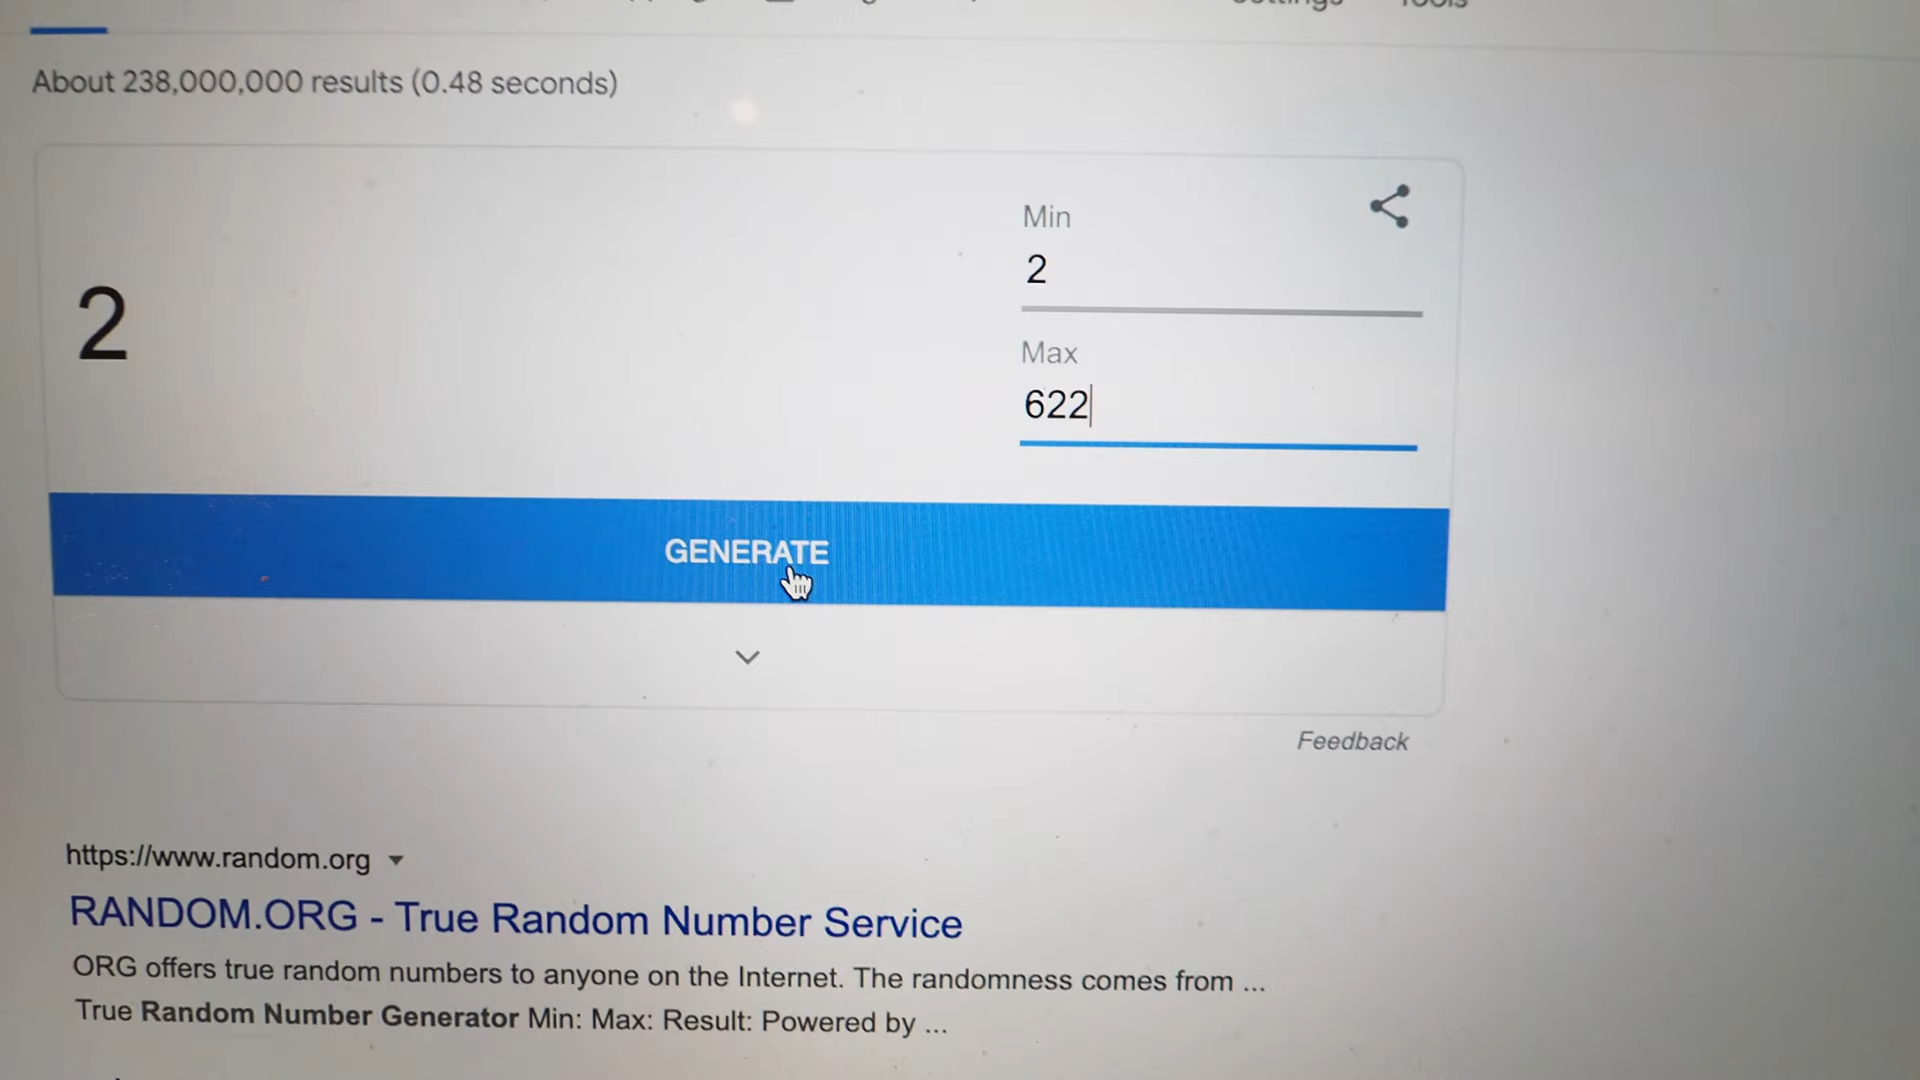 About 238,000,000 results (0.48 seconds)
Min
2
2
Max
622
GENERATE
Feedback
https://www.random.org
RANDOM.ORG - True Random Number Service
ORG offers true random numbers to anyone on the Internet. The randomness comes from ...
True Random Number Generator Min: Max: Result: Powered by ...